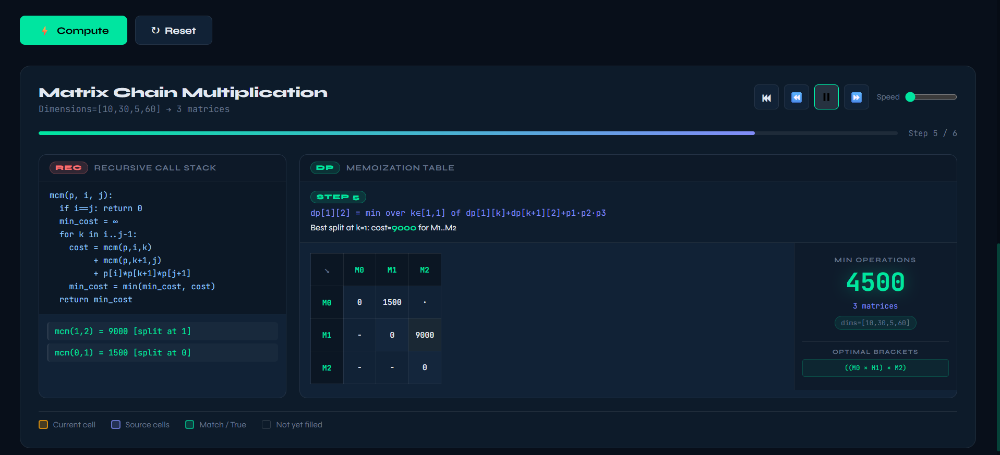 ⚡ Compute
↻ Reset
Matrix Chain Multiplication
Dimensions=[10,30,5,60] → 3 matrices
Speed
Step 5 / 6
REC RECURSIVE CALL STACK
mcm(p, i, j):
if i==j: return 0
min_cost = ∞
for k in i..j-1:
cost = mcm(p,i,k)
+ mcm(p,k+1,j)
+ p[i]*p[k+1]*p[j+1]
min_cost = min(min_cost, cost)
return min_cost
mcm(1,2) = 9000 [split at 1]
mcm(0,1) = 1500 [split at 0]
DP MEMOIZATION TABLE
STEP 5
dp[1][2] = min over k∈[1,1] of dp[1][k]+dp[k+1][2]+p1·p2·p3
Best split at k=1: cost=9000 for M1..M2
↘ M0 M1 M2
M0 0 1500 ·
M1 - 0 9000
M2 - - 0
MIN OPERATIONS
4500
3 matrices
dims=[10,30,5,60]
OPTIMAL BRACKETS
((M0 × M1) × M2)
Current cell
Source cells
Match / True
Not yet filled